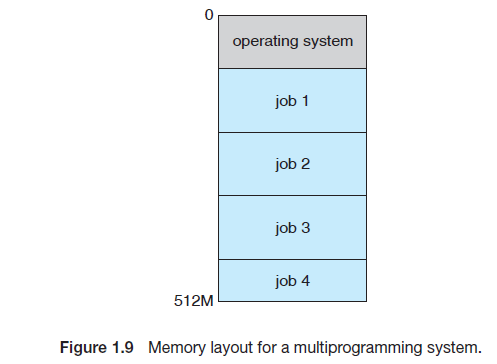 0
operating system
job 1
job 2
job 3
job 4
512M
Figure 1.9 Memory layout for a multiprogramming system.